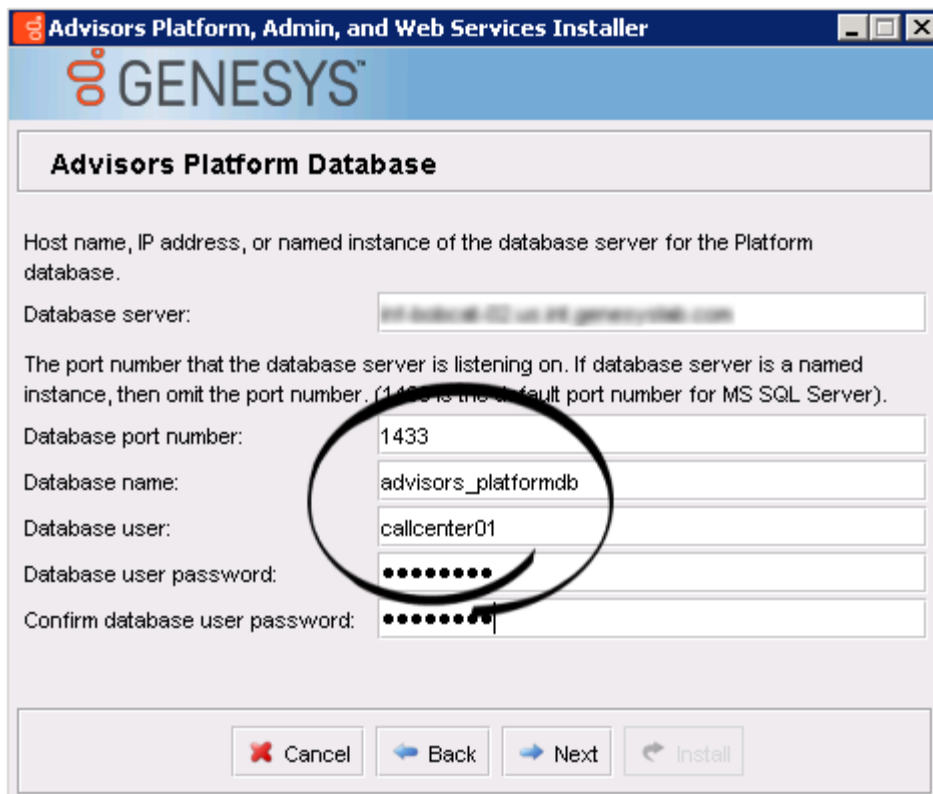 Advisors Platform, Admin, and Web Services Installer
GENESYS™
Advisors Platform Database
Host name, IP address, or named instance of the database server for the Platform
database.
Database server:
The port number that the database server is listening on. If database server is a named
instance, then omit the port number. (1433 is the default port number for MS SQL Server).
Database port number: 1433
Database name: advisors_platformdb
Database user: callcenter01
Database user password: ●●●●●●●●
Confirm database user password: ●●●●●●●●
Cancel Back Next Install